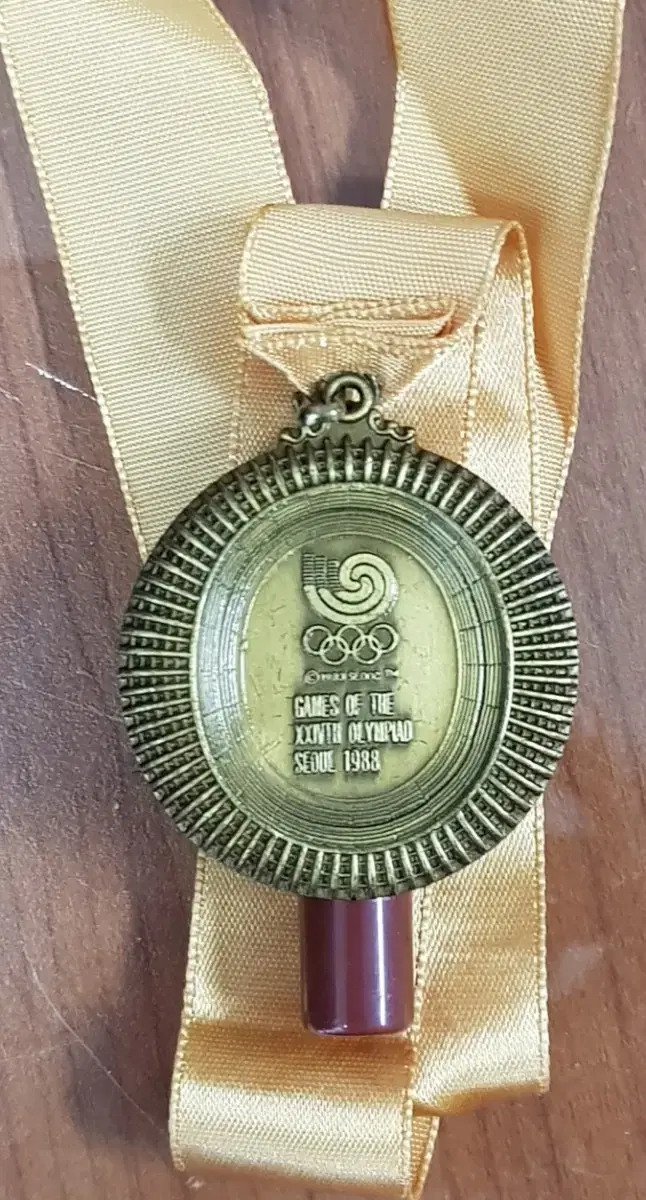 GAMES OF THE
XXIVTH OLYMPIAD
SEOUL 1988